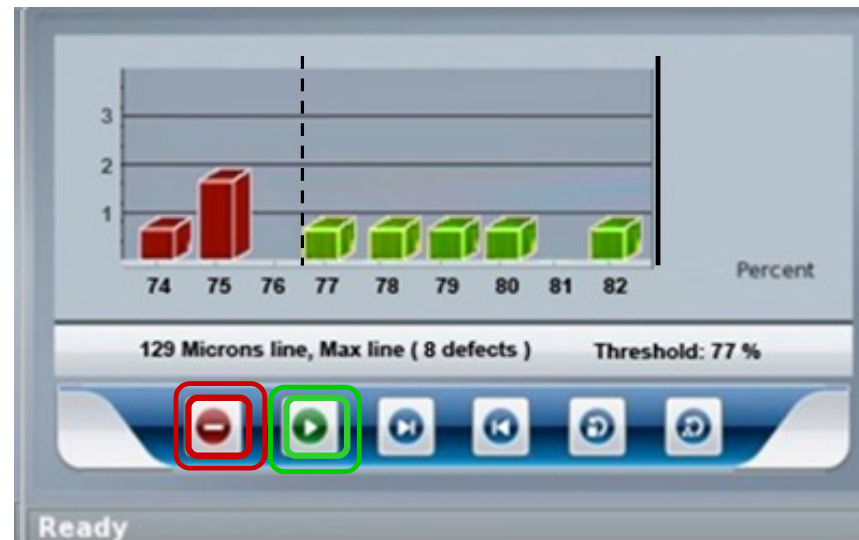 3
2
1
74 75 76 77 78 79 80 81 82
Percent
129 Microns line, Max line ( 8 defects ) Threshold: 77 %
Ready